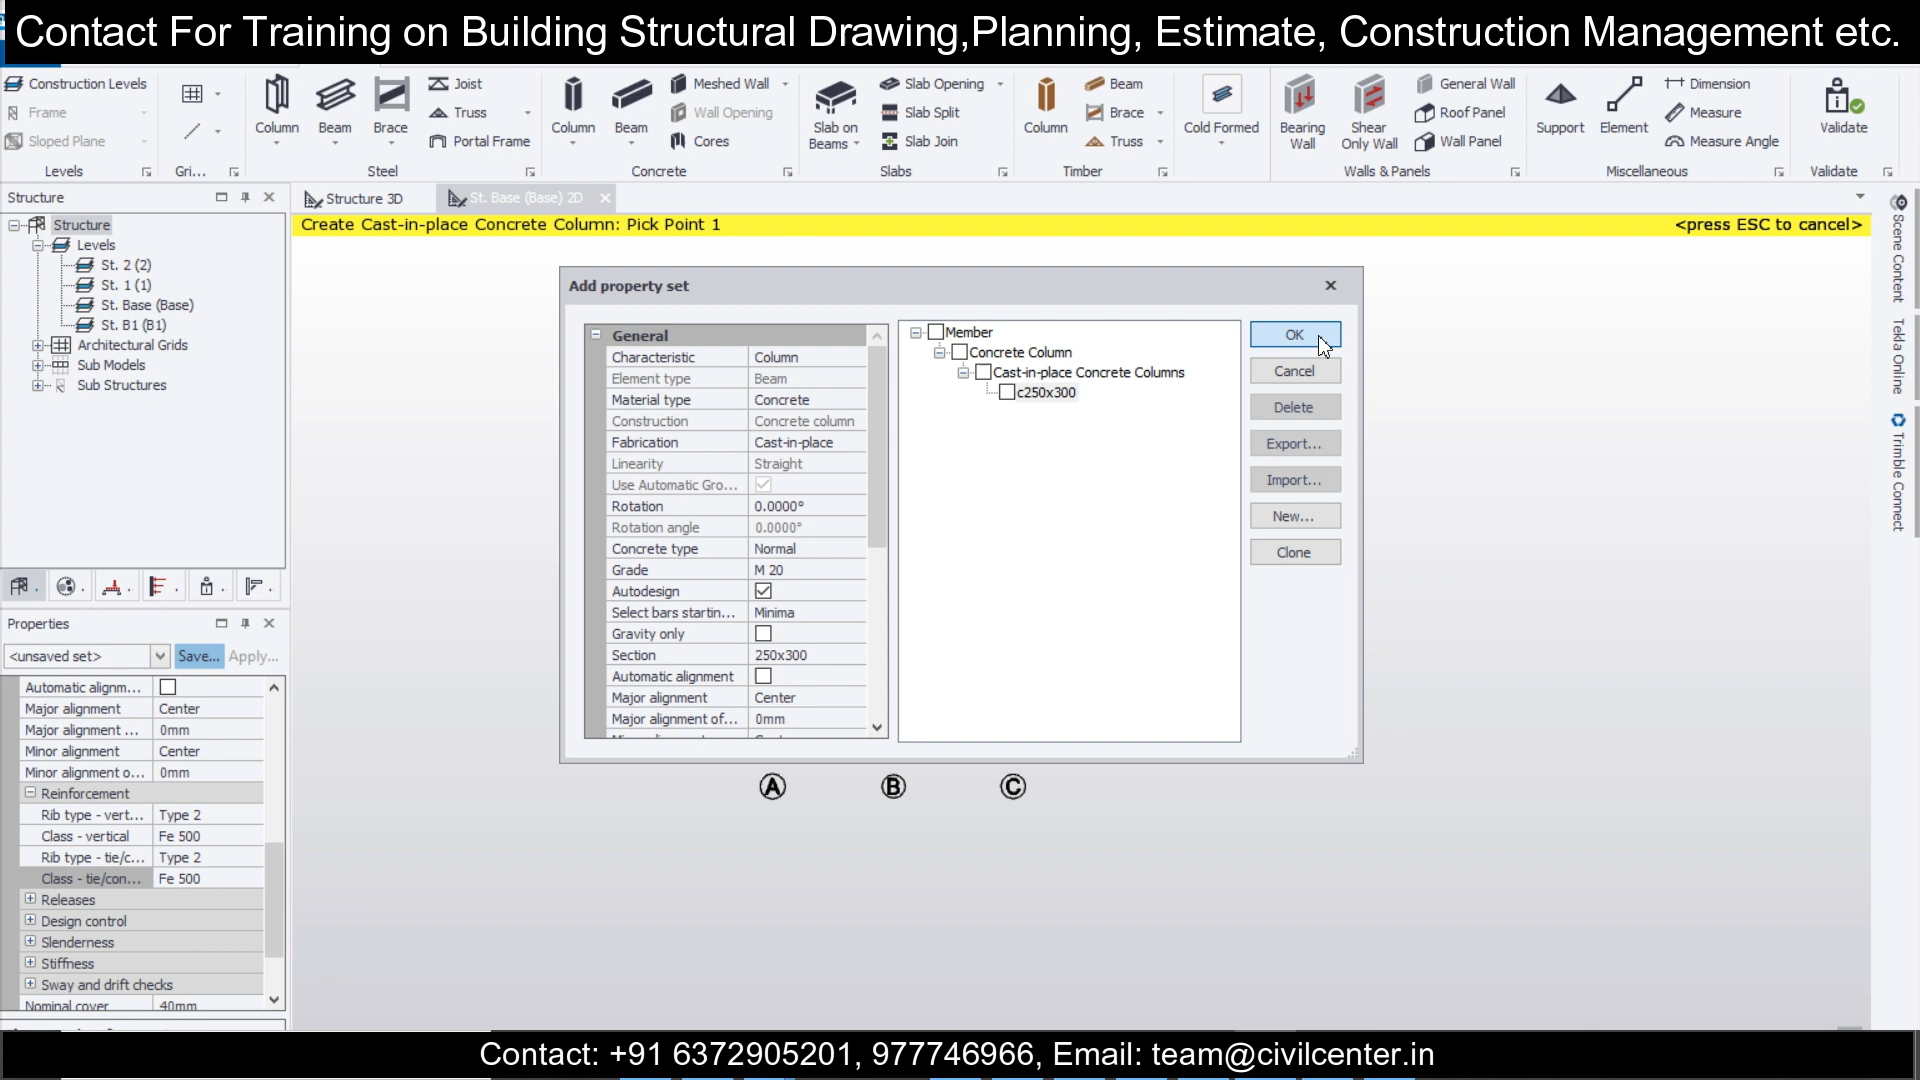 Contact For Training on Building Structural Drawing,Planning, Estimate, Construction Management etc.
Construction Levels
Frame
Sloped Plane
Levels
Gri...
Column
Beam
Brace
Joist
Truss
Portal Frame
Steel
Column
Beam
Meshed Wall
Wall Opening
Cores
Concrete
Slab on
Beams
Slab Opening
Slab Split
Slab Join
Slabs
Column
Beam
Brace
Truss
Timber
Cold Formed
Bearing
Wall
Shear
Only Wall
General Wall
Roof Panel
Wall Panel
Walls & Panels
Support
Element
Dimension
Measure
Measure Angle
Miscellaneous
Validate
Validate
Structure
Structure 3D
St. Base (Base) 2D
Create Cast-in-place Concrete Column: Pick Point 1
<press ESC to cancel>
Structure
Levels
St. 2 (2)
St. 1 (1)
St. Base (Base)
St. B1 (B1)
Architectural Grids
Sub Models
Sub Structures
Properties
<unsaved set>
Save...
Apply...
Automatic alignm...
Major alignment Center
Major alignment ... 0mm
Minor alignment Center
Minor alignment o... 0mm
Reinforcement
Rib type - vert... Type 2
Class - vertical Fe 500
Rib type - tie/c... Type 2
Class - tie/con... Fe 500
Releases
Design control
Slenderness
Stiffness
Sway and drift checks
Nominal cover 40mm
Add property set
General
Characteristic Column
Element type Beam
Material type Concrete
Construction Concrete column
Fabrication Cast-in-place
Linearity Straight
Use Automatic Gro...
Rotation 0.0000°
Rotation angle 0.0000°
Concrete type Normal
Grade M 20
Autodesign
Select bars startin... Minima
Gravity only
Section 250x300
Automatic alignment
Major alignment Center
Major alignment of... 0mm
Member
Concrete Column
Cast-in-place Concrete Columns
c250x300
OK
Cancel
Delete
Export...
Import...
New...
Clone
A B C
Scene Content
Tekla Online
Trimble Connect
Contact: +91 6372905201, 977746966, Email: team@civilcenter.in